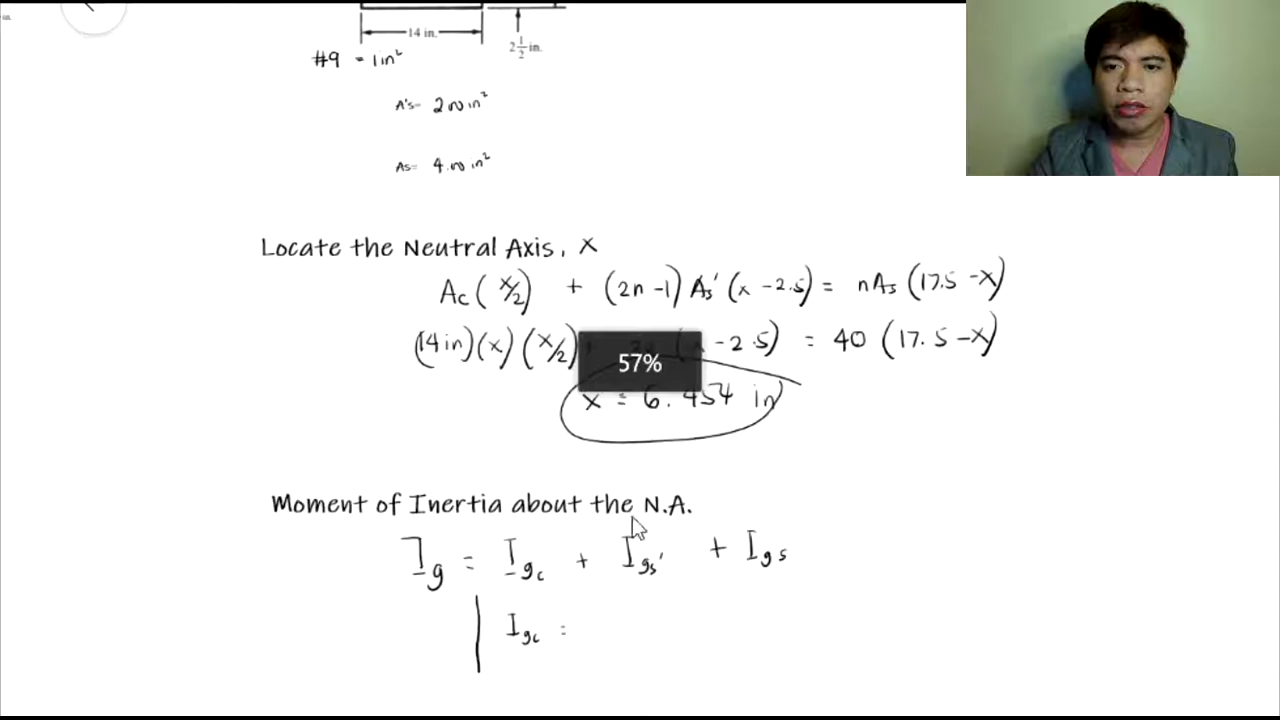 in.
14 in.
2 1/2 in.
#9 = 1in²
A's= 2.00 in²
As= 4.00 in²
Locate the Neutral Axis, x
Ac(x/2) + (2n-1) As'(x-2.5) = nAs(17.5-x)
(14in)(x)(x/2) -2.5) = 40(17.5-x)
57%
x = 6.454 in
Moment of Inertia about the N.A.
Ig = Igc + Igs' + Igs
Igc =